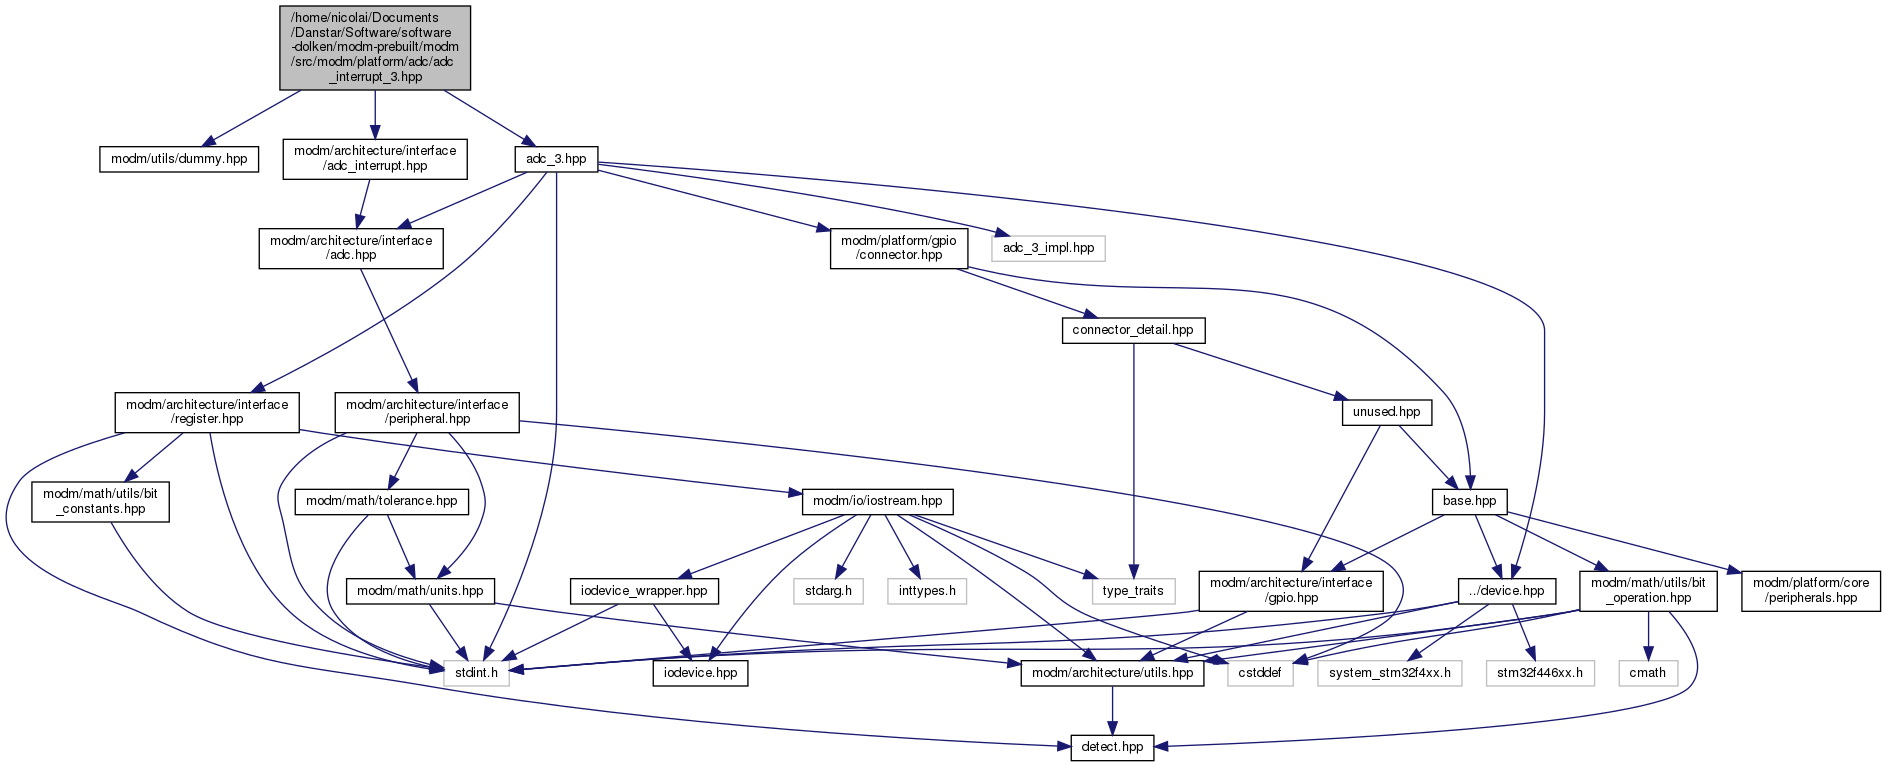 /home/nicolai/Documents
/Danstar/Software/software
-dolken/modm-prebuilt/modm
/src/modm/platform/adc/adc
_interrupt_3.hpp
modm/utils/dummy.hpp
modm/architecture/interface
/adc_interrupt.hpp
adc_3.hpp
modm/architecture/interface
/adc.hpp
modm/platform/gpio
/connector.hpp
adc_3_impl.hpp
connector_detail.hpp
modm/architecture/interface
/register.hpp
modm/architecture/interface
/peripheral.hpp
unused.hpp
modm/math/utils/bit
_constants.hpp
modm/math/tolerance.hpp
modm/io/iostream.hpp
base.hpp
modm/math/units.hpp
iodevice_wrapper.hpp
stdarg.h
inttypes.h
type_traits
modm/architecture/interface
/gpio.hpp
../device.hpp
modm/math/utils/bit
_operation.hpp
modm/platform/core
/peripherals.hpp
stdint.h
iodevice.hpp
modm/architecture/utils.hpp
cstddef
system_stm32f4xx.h
stm32f446xx.h
cmath
detect.hpp